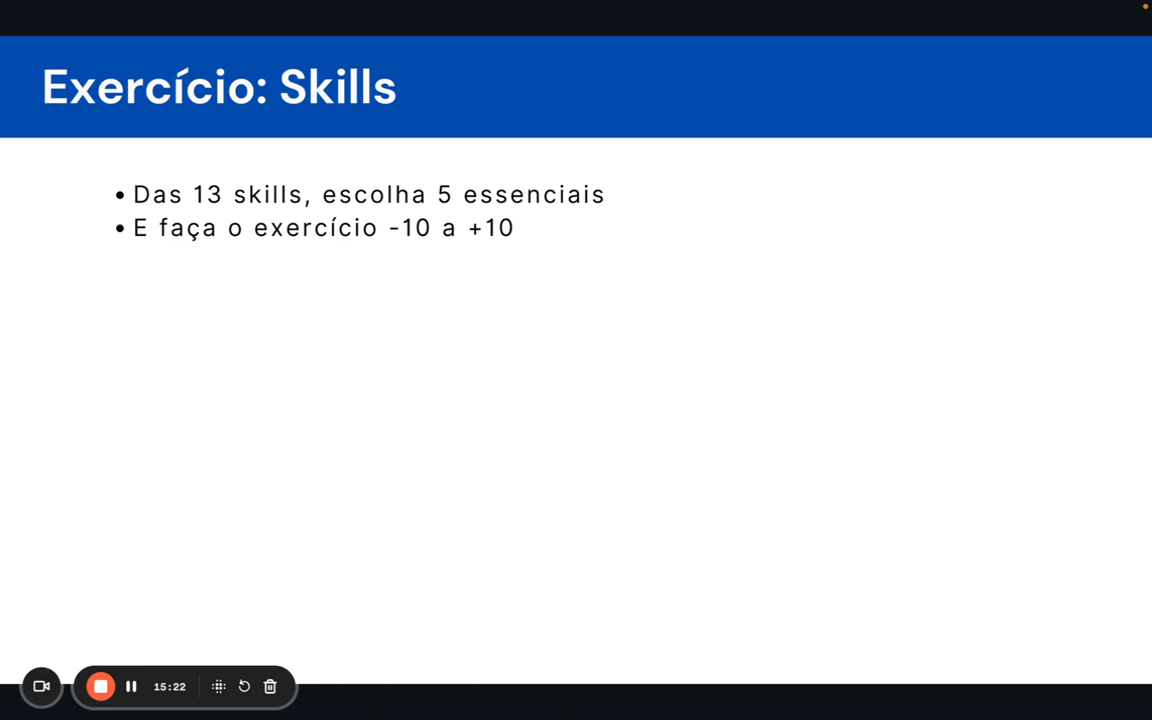 Exercício: Skills
• Das 13 skills, escolha 5 essenciais
• E faça o exercício -10 a +10
15:22